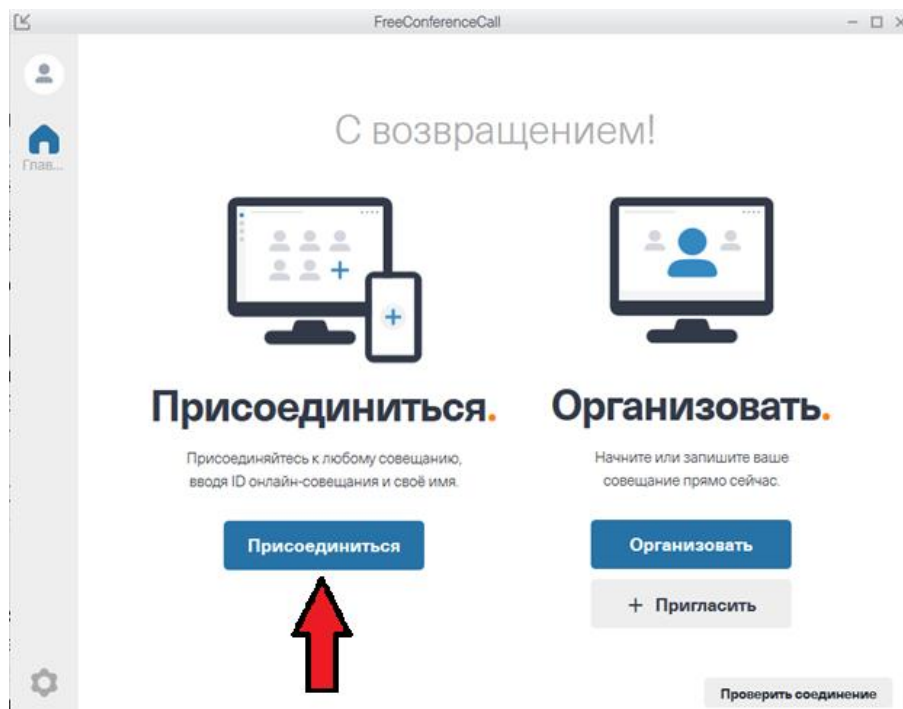 FreeConferenceCall
Глав...
С возвращением!
Присоединиться.
Присоединяйтесь к любому совещанию,
вводя ID онлайн-совещания и своё имя.
Присоединиться
Организовать.
Начните или запишите ваше
совещание прямо сейчас.
Организовать
+ Пригласить
Проверить соединение